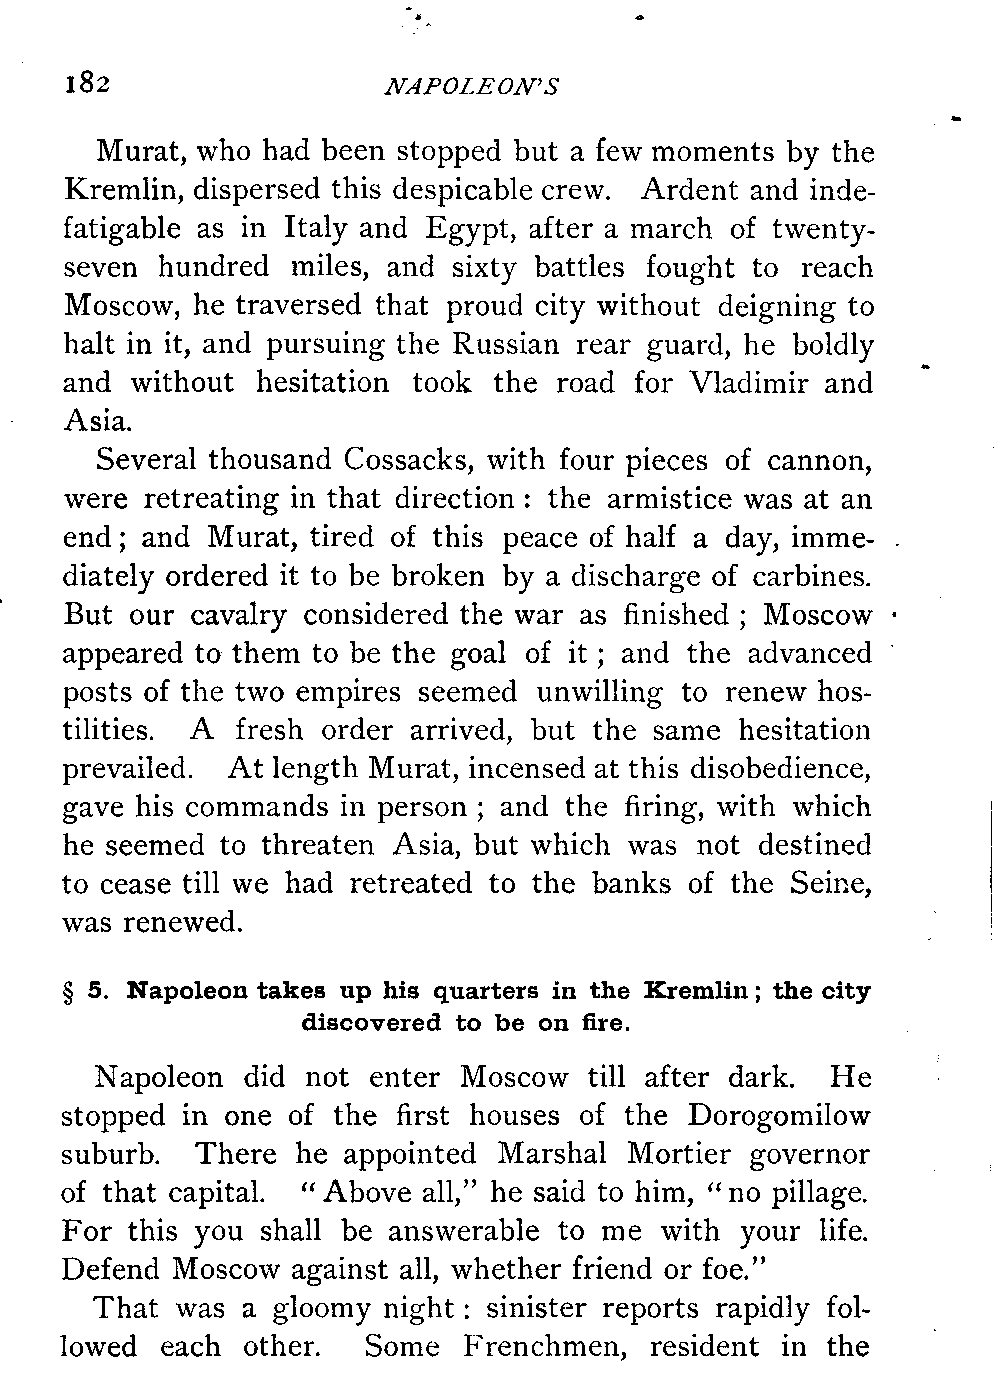 182 NAPOLEON'S
Murat, who had been stopped but a few moments by the
Kremlin, dispersed this despicable crew. Ardent and inde-
fatigable as in Italy and Egypt, after a march of twenty-
seven hundred miles, and sixty battles fought to reach
Moscow, he traversed that proud city without deigning to
halt in it, and pursuing the Russian rear guard, he boldly
and without hesitation took the road for Vladimir and
Asia.
Several thousand Cossacks, with four pieces of cannon,
were retreating in that direction : the armistice was at an
end ; and Murat, tired of this peace of half a day, imme-
diately ordered it to be broken by a discharge of carbines.
But our cavalry considered the war as finished ; Moscow
appeared to them to be the goal of it ; and the advanced
posts of the two empires seemed unwilling to renew hos-
tilities. A fresh order arrived, but the same hesitation
prevailed. At length Murat, incensed at this disobedience,
gave his commands in person ; and the firing, with which
he seemed to threaten Asia, but which was not destined
to cease till we had retreated to the banks of the Seine,
was renewed.
§ 5. Napoleon takes up his quarters in the Kremlin ; the city
discovered to be on fire.
Napoleon did not enter Moscow till after dark. He
stopped in one of the first houses of the Dorogomilow
suburb. There he appointed Marshal Mortier governor
of that capital. “ Above all,” he said to him, “ no pillage.
For this you shall be answerable to me with your life.
Defend Moscow against all, whether friend or foe.”
That was a gloomy night : sinister reports rapidly fol-
lowed each other. Some Frenchmen, resident in the